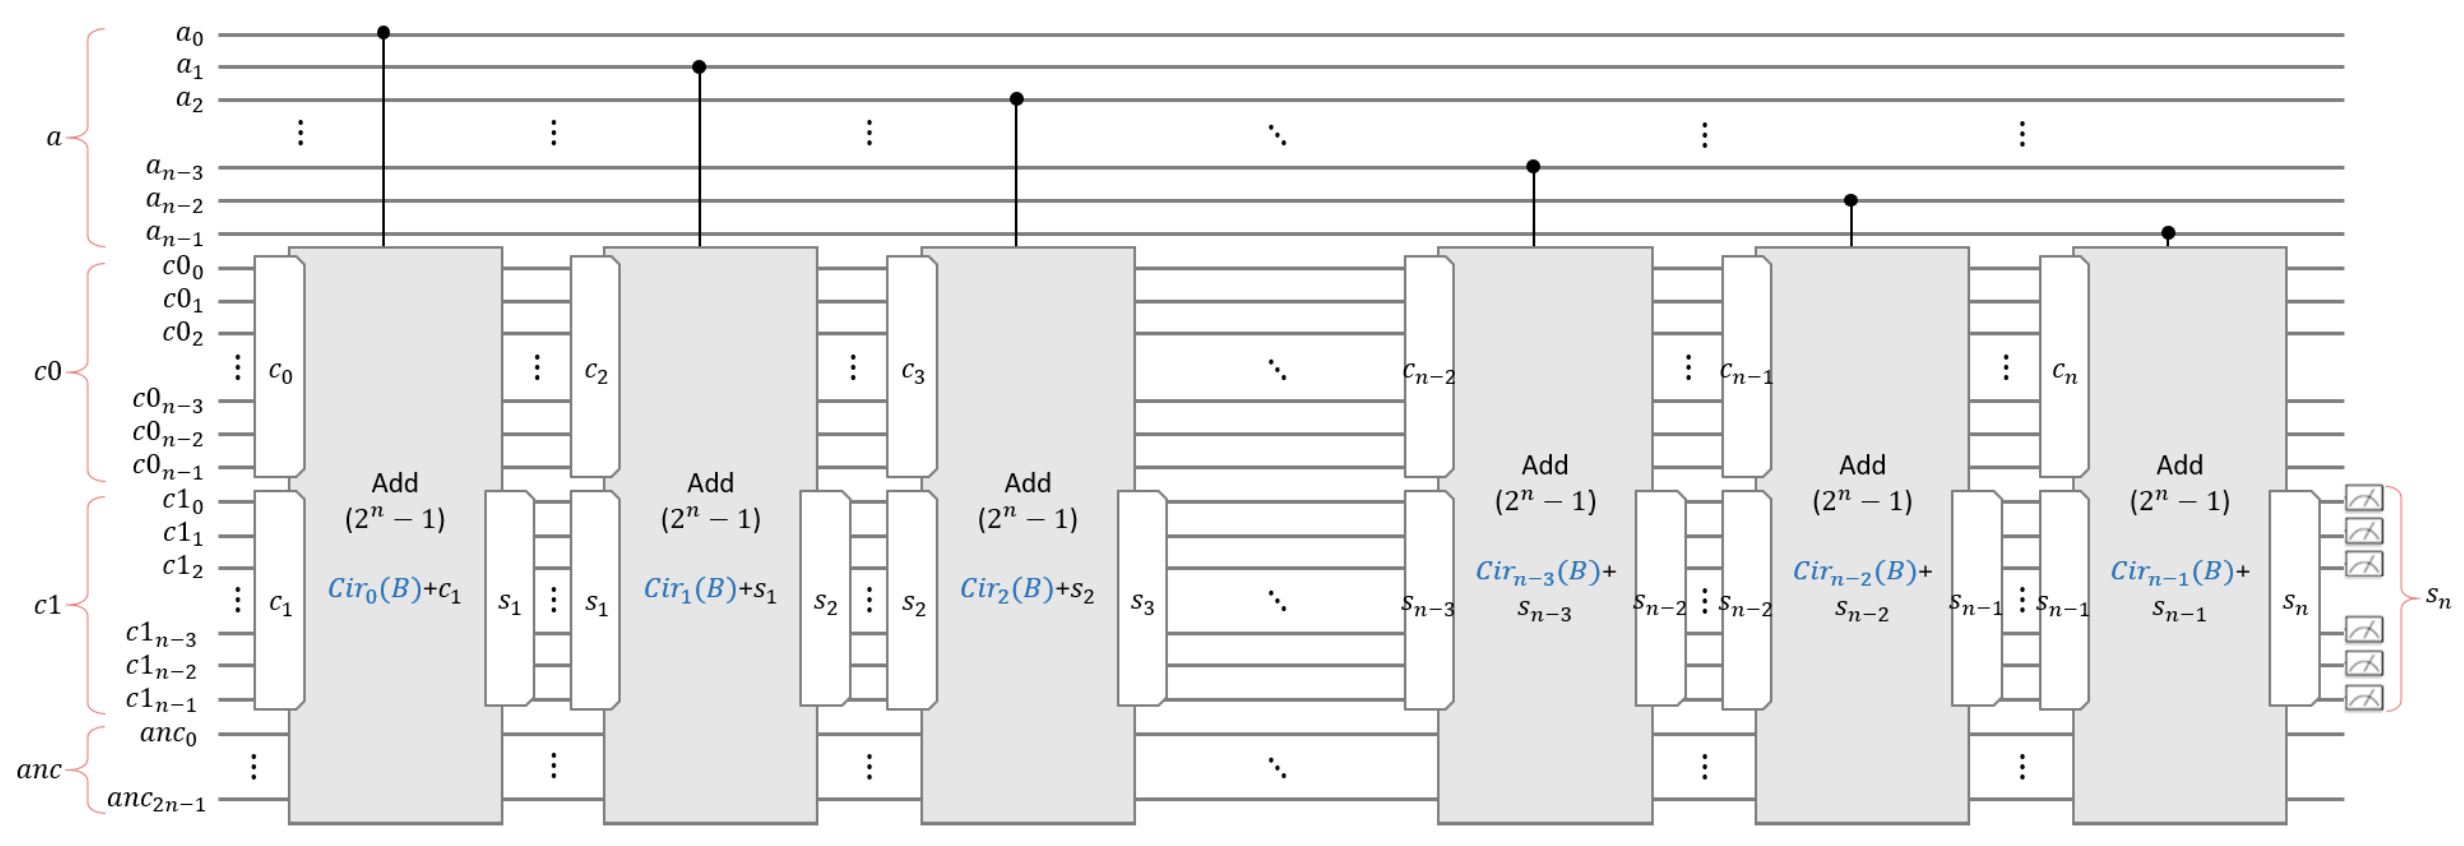 a
a₀
a₁
a₂
⋮ ⋮ ⋮ ⋱ ⋮ ⋮
aₙ₋₃
aₙ₋₂
aₙ₋₁
c0
c0₀
c0₁
c0₂
⋮ ⋮ ⋮ ⋱ ⋮ ⋮
c0ₙ₋₃
c0ₙ₋₂
c0ₙ₋₁
c₀ c₂ c₃ cₙ₋₂ cₙ₋₁ cₙ
c1
c1₀
c1₁
c1₂
⋮ ⋮ ⋮ ⋱ ⋮ ⋮
c1ₙ₋₃
c1ₙ₋₂
c1ₙ₋₁
c₁ s₁ s₁ s₂ s₂ s₃ sₙ₋₃ sₙ₋₂ sₙ₋₂ sₙ₋₁ sₙ₋₁ sₙ sₙ
anc
anc₀
⋮ ⋮ ⋮ ⋱ ⋮ ⋮
anc₂ₙ₋₁
Add
(2ⁿ − 1)
Cir₀(B)+c₁
Add
(2ⁿ − 1)
Cir₁(B)+s₁
Add
(2ⁿ − 1)
Cir₂(B)+s₂
Add
(2ⁿ − 1)
Cirₙ₋₃(B)+
sₙ₋₃
Add
(2ⁿ − 1)
Cirₙ₋₂(B)+
sₙ₋₂
Add
(2ⁿ − 1)
Cirₙ₋₁(B)+
sₙ₋₁